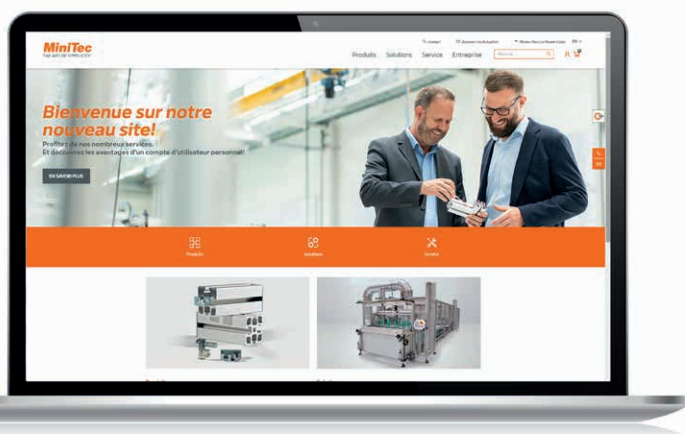 MiniTec
THE ART OF SIMPLICITY
Contact
Produits Solutions Service Entreprise
Bienvenue sur notre
nouveau site!
Profitez de nos nombreux services.
Et découvrez les avantages d'un compte d'utilisateur personnel!
EN SAVOIR PLUS
Produits Solutions Service